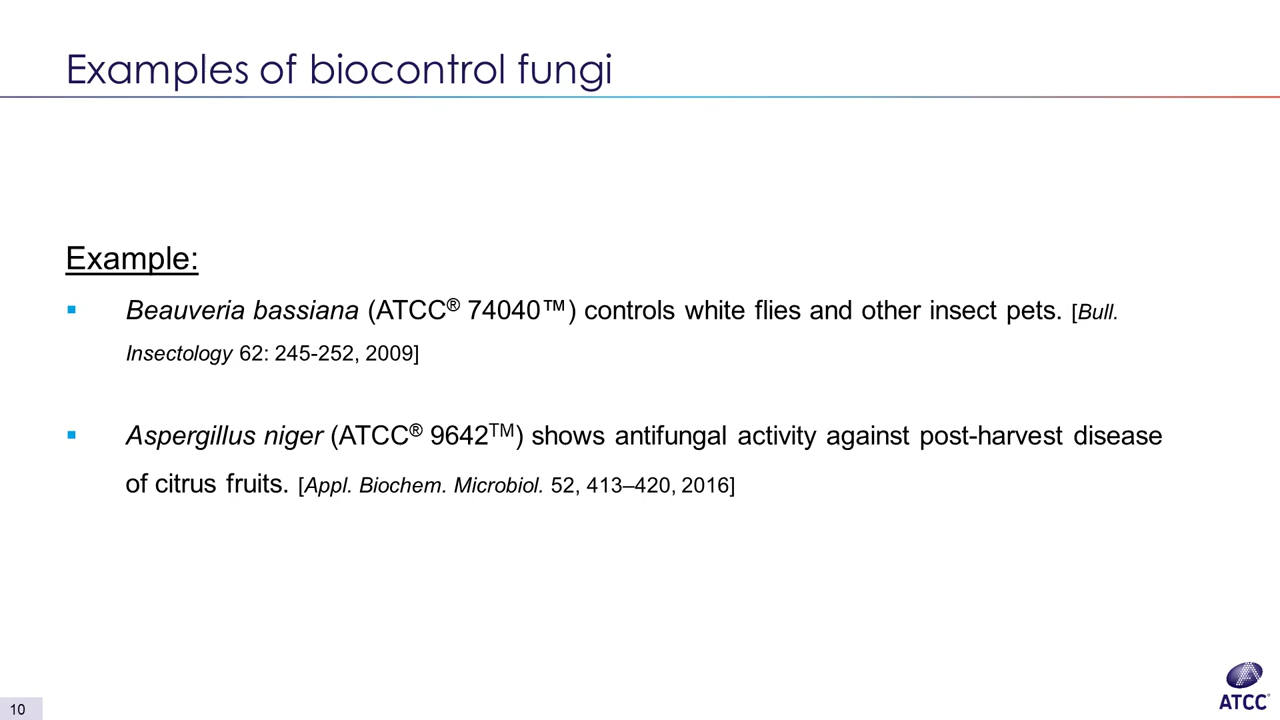 Examples of biocontrol fungi
Example:
▪ Beauveria bassiana (ATCC® 74040™) controls white flies and other insect pets. [Bull.
Insectology 62: 245-252, 2009]
▪ Aspergillus niger (ATCC® 9642TM) shows antifungal activity against post-harvest disease
of citrus fruits. [Appl. Biochem. Microbiol. 52, 413–420, 2016]
10
ATCC®